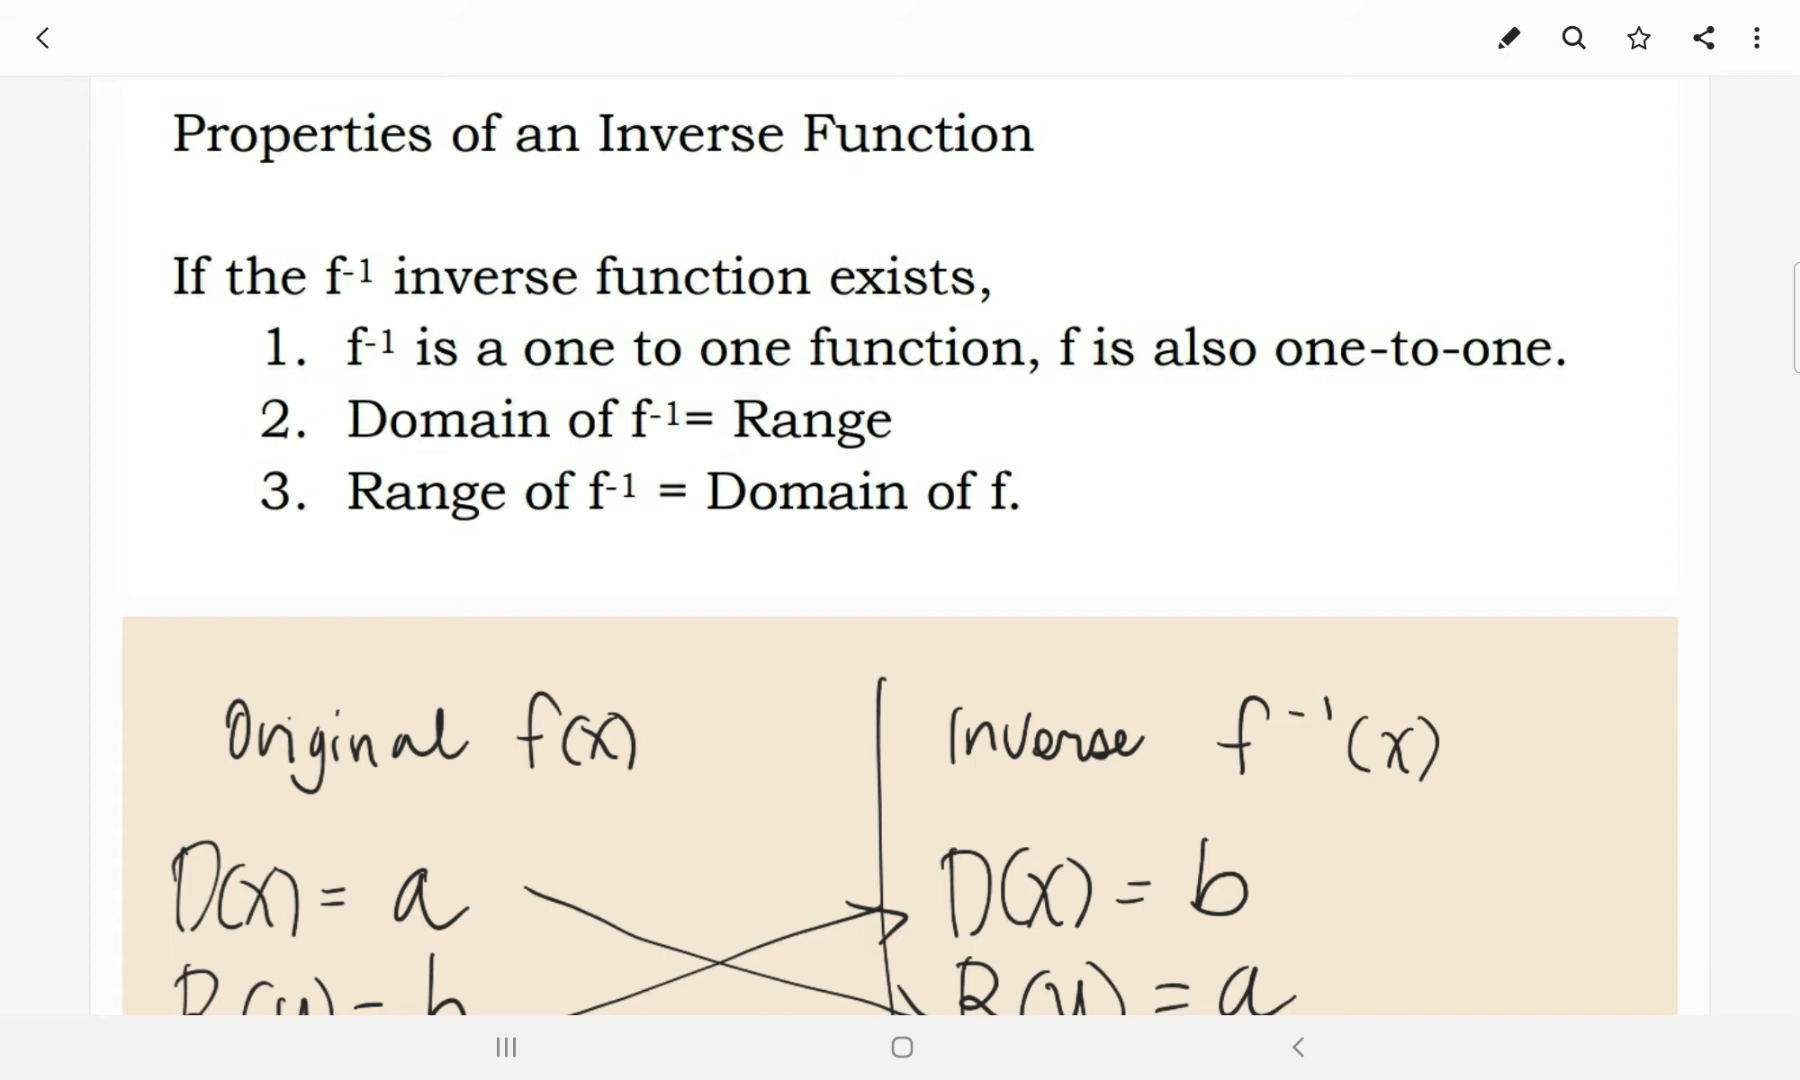 Properties of an Inverse Function
If the f-1 inverse function exists,
1. f-1 is a one to one function, f is also one-to-one.
2. Domain of f-1= Range
3. Range of f-1 = Domain of f.
Original f(x)
Inverse f-1(x)
D(x) = a
D(x) = b
R(y) = b
R(y) = a